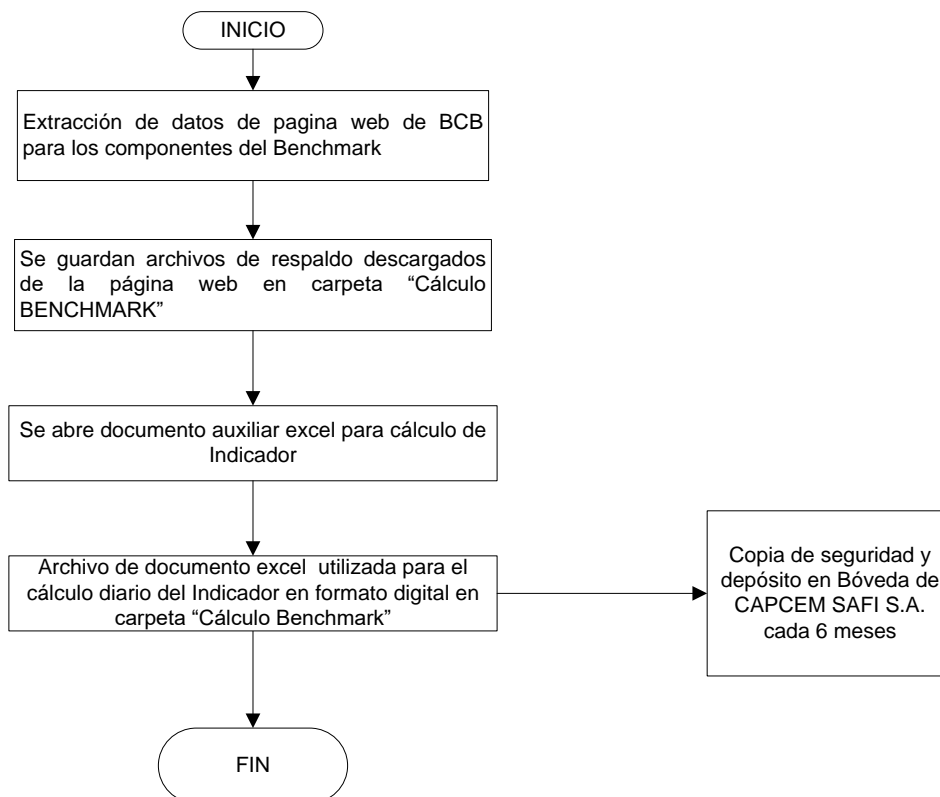 INICIO
Extracción de datos de pagina web de BCB
para los componentes del Benchmark
Se guardan archivos de respaldo descargados
de la página web en carpeta “Cálculo
BENCHMARK”
Se abre documento auxiliar excel para cálculo de
Indicador
Archivo de documento excel utilizada para el
cálculo diario del Indicador en formato digital en
carpeta “Cálculo Benchmark”
Copia de seguridad y
depósito en Bóveda de
CAPCEM SAFI S.A.
cada 6 meses
FIN